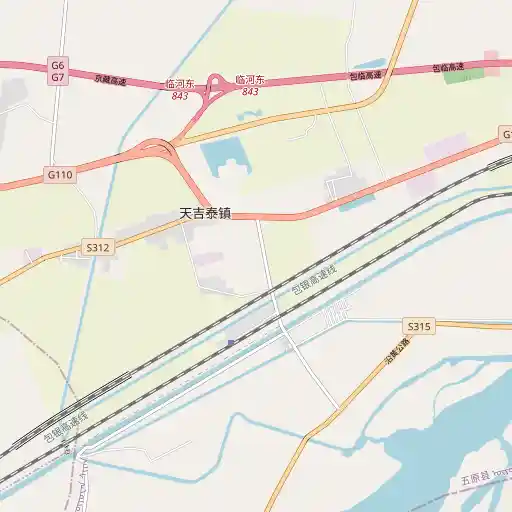 G6
G7
京藏高速
临河东
843
临河东
843
包临高速
包临高速
G110
天吉泰镇
S312
包银高速线
S315
沿黄公路
包银高速线
五原县